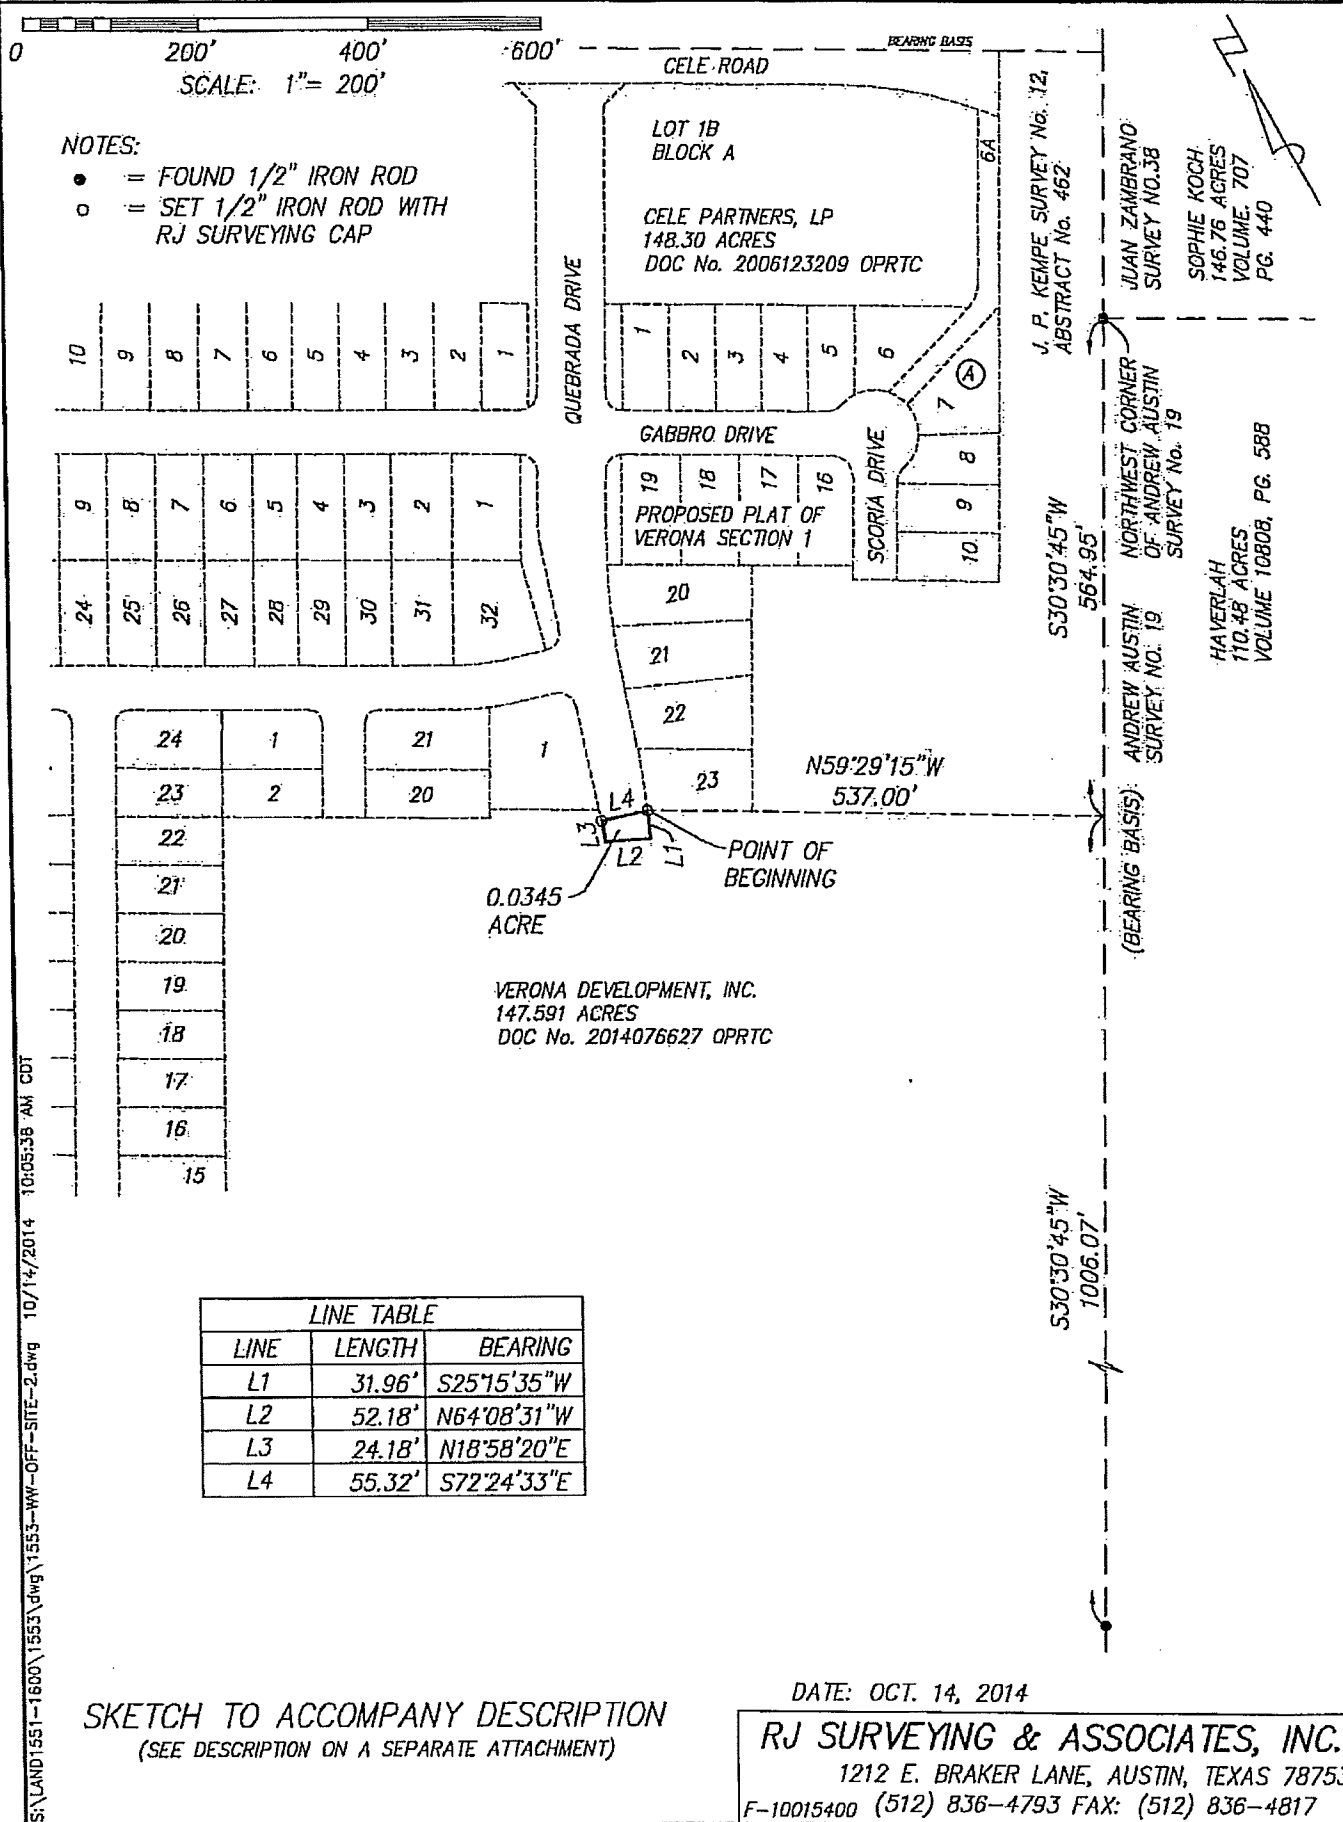 0 200' 400' 600'
SCALE: 1"= 200'
BEARING BASIS
CELE ROAD
NOTES:
● = FOUND 1/2" IRON ROD
○ = SET 1/2" IRON ROD WITH
RJ SURVEYING CAP
LOT 1B
BLOCK A
CELE PARTNERS, LP
148.30 ACRES
DOC No. 2006123209 OPRTC
6A
J. P. KEMPE SURVEY No. 12,
ABSTRACT No. 462
JUAN ZAMBRANO
SURVEY NO.38
SOPHIE KOCH
146.76 ACRES
VOLUME. 707
PG. 440
QUEBRADA DRIVE
10 9 8 7 6 5 4 3 2 1
1 2 3 4 5 6
A
7
8
9
10
GABBRO DRIVE
SCORIA DRIVE
NORTHWEST CORNER
OF ANDREW AUSTIN
SURVEY No. 19
HAVERLAH
110.48 ACRES
VOLUME 10808, PG. 588
9 8 7 6 5 4 3 2 1
19 18 17 16
PROPOSED PLAT OF
VERONA SECTION 1
S30°30'45"W
564.95'
24 25 26 27 28 29 30 31 32
20
21
22
23
ANDREW AUSTIN
SURVEY NO. 19
(BEARING BASIS)
24 1 21 1
23 2 20
22
21
20
19
18
17
16
15
N59°29'15"W
537.00'
L4
L3
L2
L1
POINT OF
BEGINNING
0.0345
ACRE
VERONA DEVELOPMENT, INC.
147.591 ACRES
DOC No. 2014076627 OPRTC
S30°30'45"W
1006.07'
LINE TABLE
LINE LENGTH BEARING
L1 31.96' S25°15'35"W
L2 52.18' N64°08'31"W
L3 24.18' N18°58'20"E
L4 55.32' S72°24'33"E
S:\LAND1551-1600\1553\dwg\1553-WW-OFF-SITE-2.dwg 10/14/2014 10:05:38 AM CDT
SKETCH TO ACCOMPANY DESCRIPTION
(SEE DESCRIPTION ON A SEPARATE ATTACHMENT)
DATE: OCT. 14, 2014
RJ SURVEYING & ASSOCIATES, INC.
1212 E. BRAKER LANE, AUSTIN, TEXAS 78753
F-10015400 (512) 836-4793 FAX: (512) 836-4817